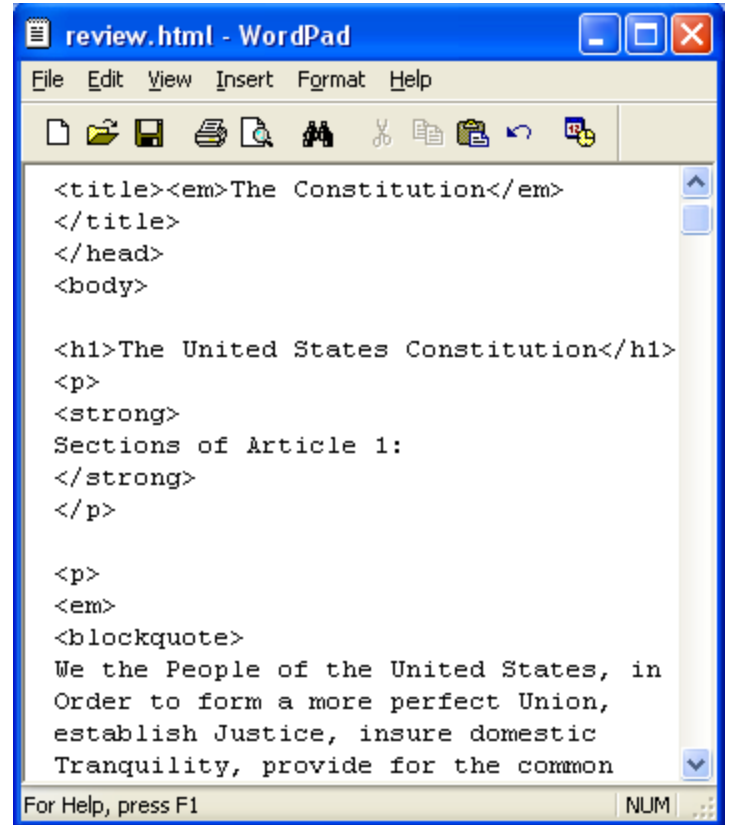 review.html - WordPad
File Edit View Insert Format Help
<title><em>The Constitution</em>
</title>
</head>
<body>
<h1>The United States Constitution</h1>
<p>
<strong>
Sections of Article 1:
</strong>
</p>
<p>
<em>
<blockquote>
We the People of the United States, in
Order to form a more perfect Union,
establish Justice, insure domestic
Tranquility, provide for the common
For Help, press F1 NUM